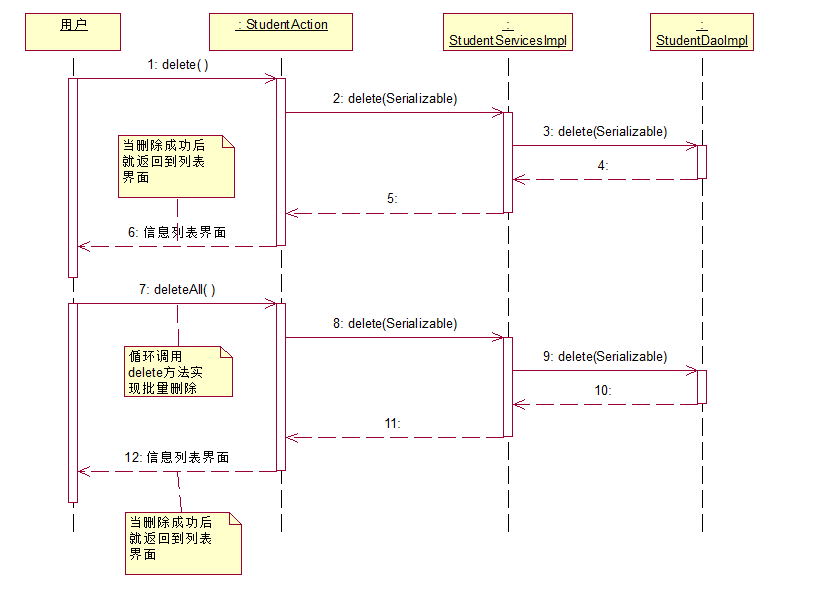 用户
: StudentAction
:
StudentServicesImpl
:
StudentDaoImpl
1: delete( )
2: delete(Serializable)
3: delete(Serializable)
当删除成功后
就返回到列表
界面
4:
5:
6: 信息列表界面
7: deleteAll( )
8: delete(Serializable)
循环调用
delete方法实
现批量删除
9: delete(Serializable)
10:
11:
12: 信息列表界面
当删除成功后
就返回到列表
界面